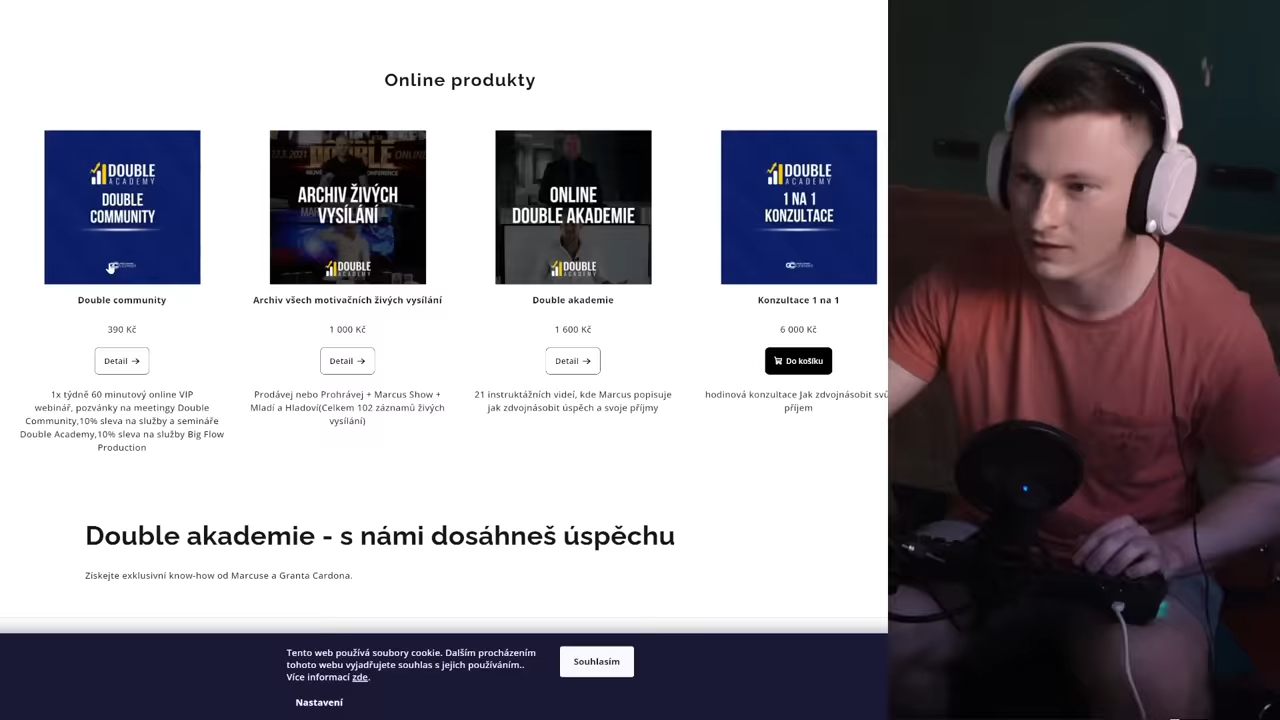 Online produkty
DOUBLE
ACADEMY
DOUBLE
COMMUNITY
12.3.2021 DOUBLE ONLINE
ARCHIV ŽIVÝCH
VYSÍLÁNÍ
DOUBLE
ACADEMY
ONLINE
DOUBLE AKADEMIE
DOUBLE
ACADEMY
DOUBLE
ACADEMY
1 NA 1
KONZULTACE
Double community
Archiv všech motivačních živých vysílání
Double akademie
Konzultace 1 na 1
390 Kč
1 000 Kč
1 600 Kč
6 000 Kč
Detail →
Detail →
Detail →
Do košíku
1x týdně 60 minutový online VIP
webinář, pozvánky na meetingy Double
Community,10% sleva na služby a semináře
Double Academy,10% sleva na služby Big Flow
Production
Prodávej nebo Prohrávej + Marcus Show +
Mladí a Hladoví(Celkem 102 záznamů živých
vysílání)
21 instruktážních videí, kde Marcus popisuje
jak zdvojnásobit úspěch a svoje příjmy
hodinová konzultace Jak zdvojnásobit svů
příjem
Double akademie - s námi dosáhneš úspěchu
Získejte exklusivní know-how od Marcuse a Granta Cardona.
Tento web používá soubory cookie. Dalším procházením
tohoto webu vyjadřujete souhlas s jejich používáním..
Více informací zde.
Souhlasím
Nastavení